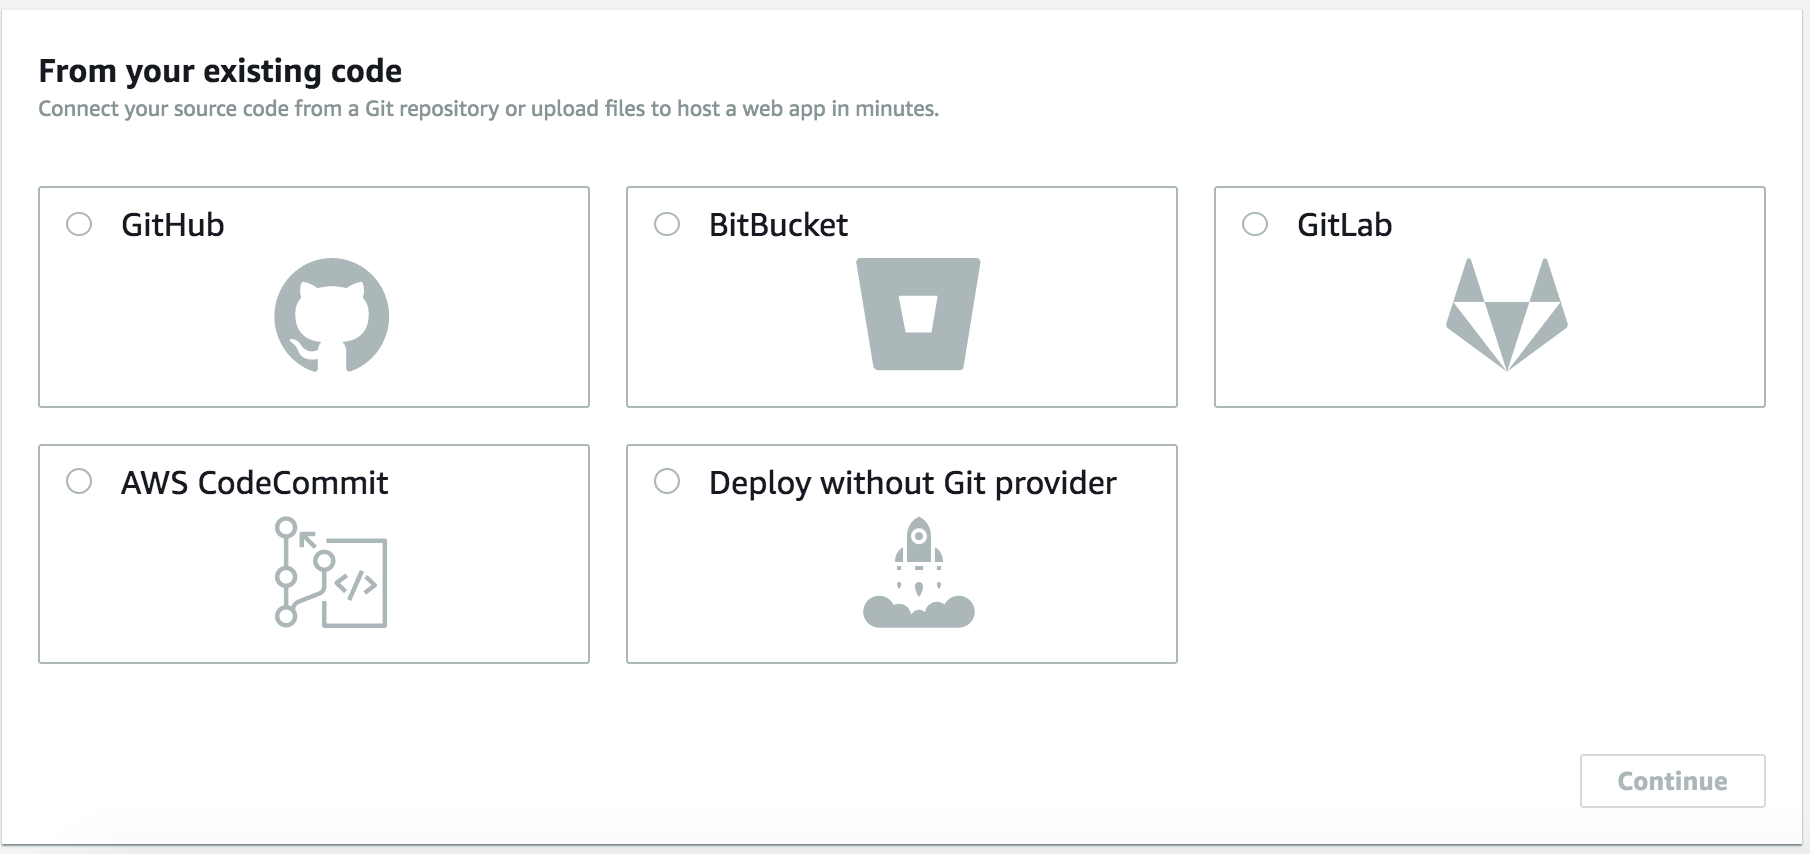 From your existing code
Connect your source code from a Git repository or upload files to host a web app in minutes.
GitHub
BitBucket
GitLab
AWS CodeCommit
</>
Deploy without Git provider
Continue